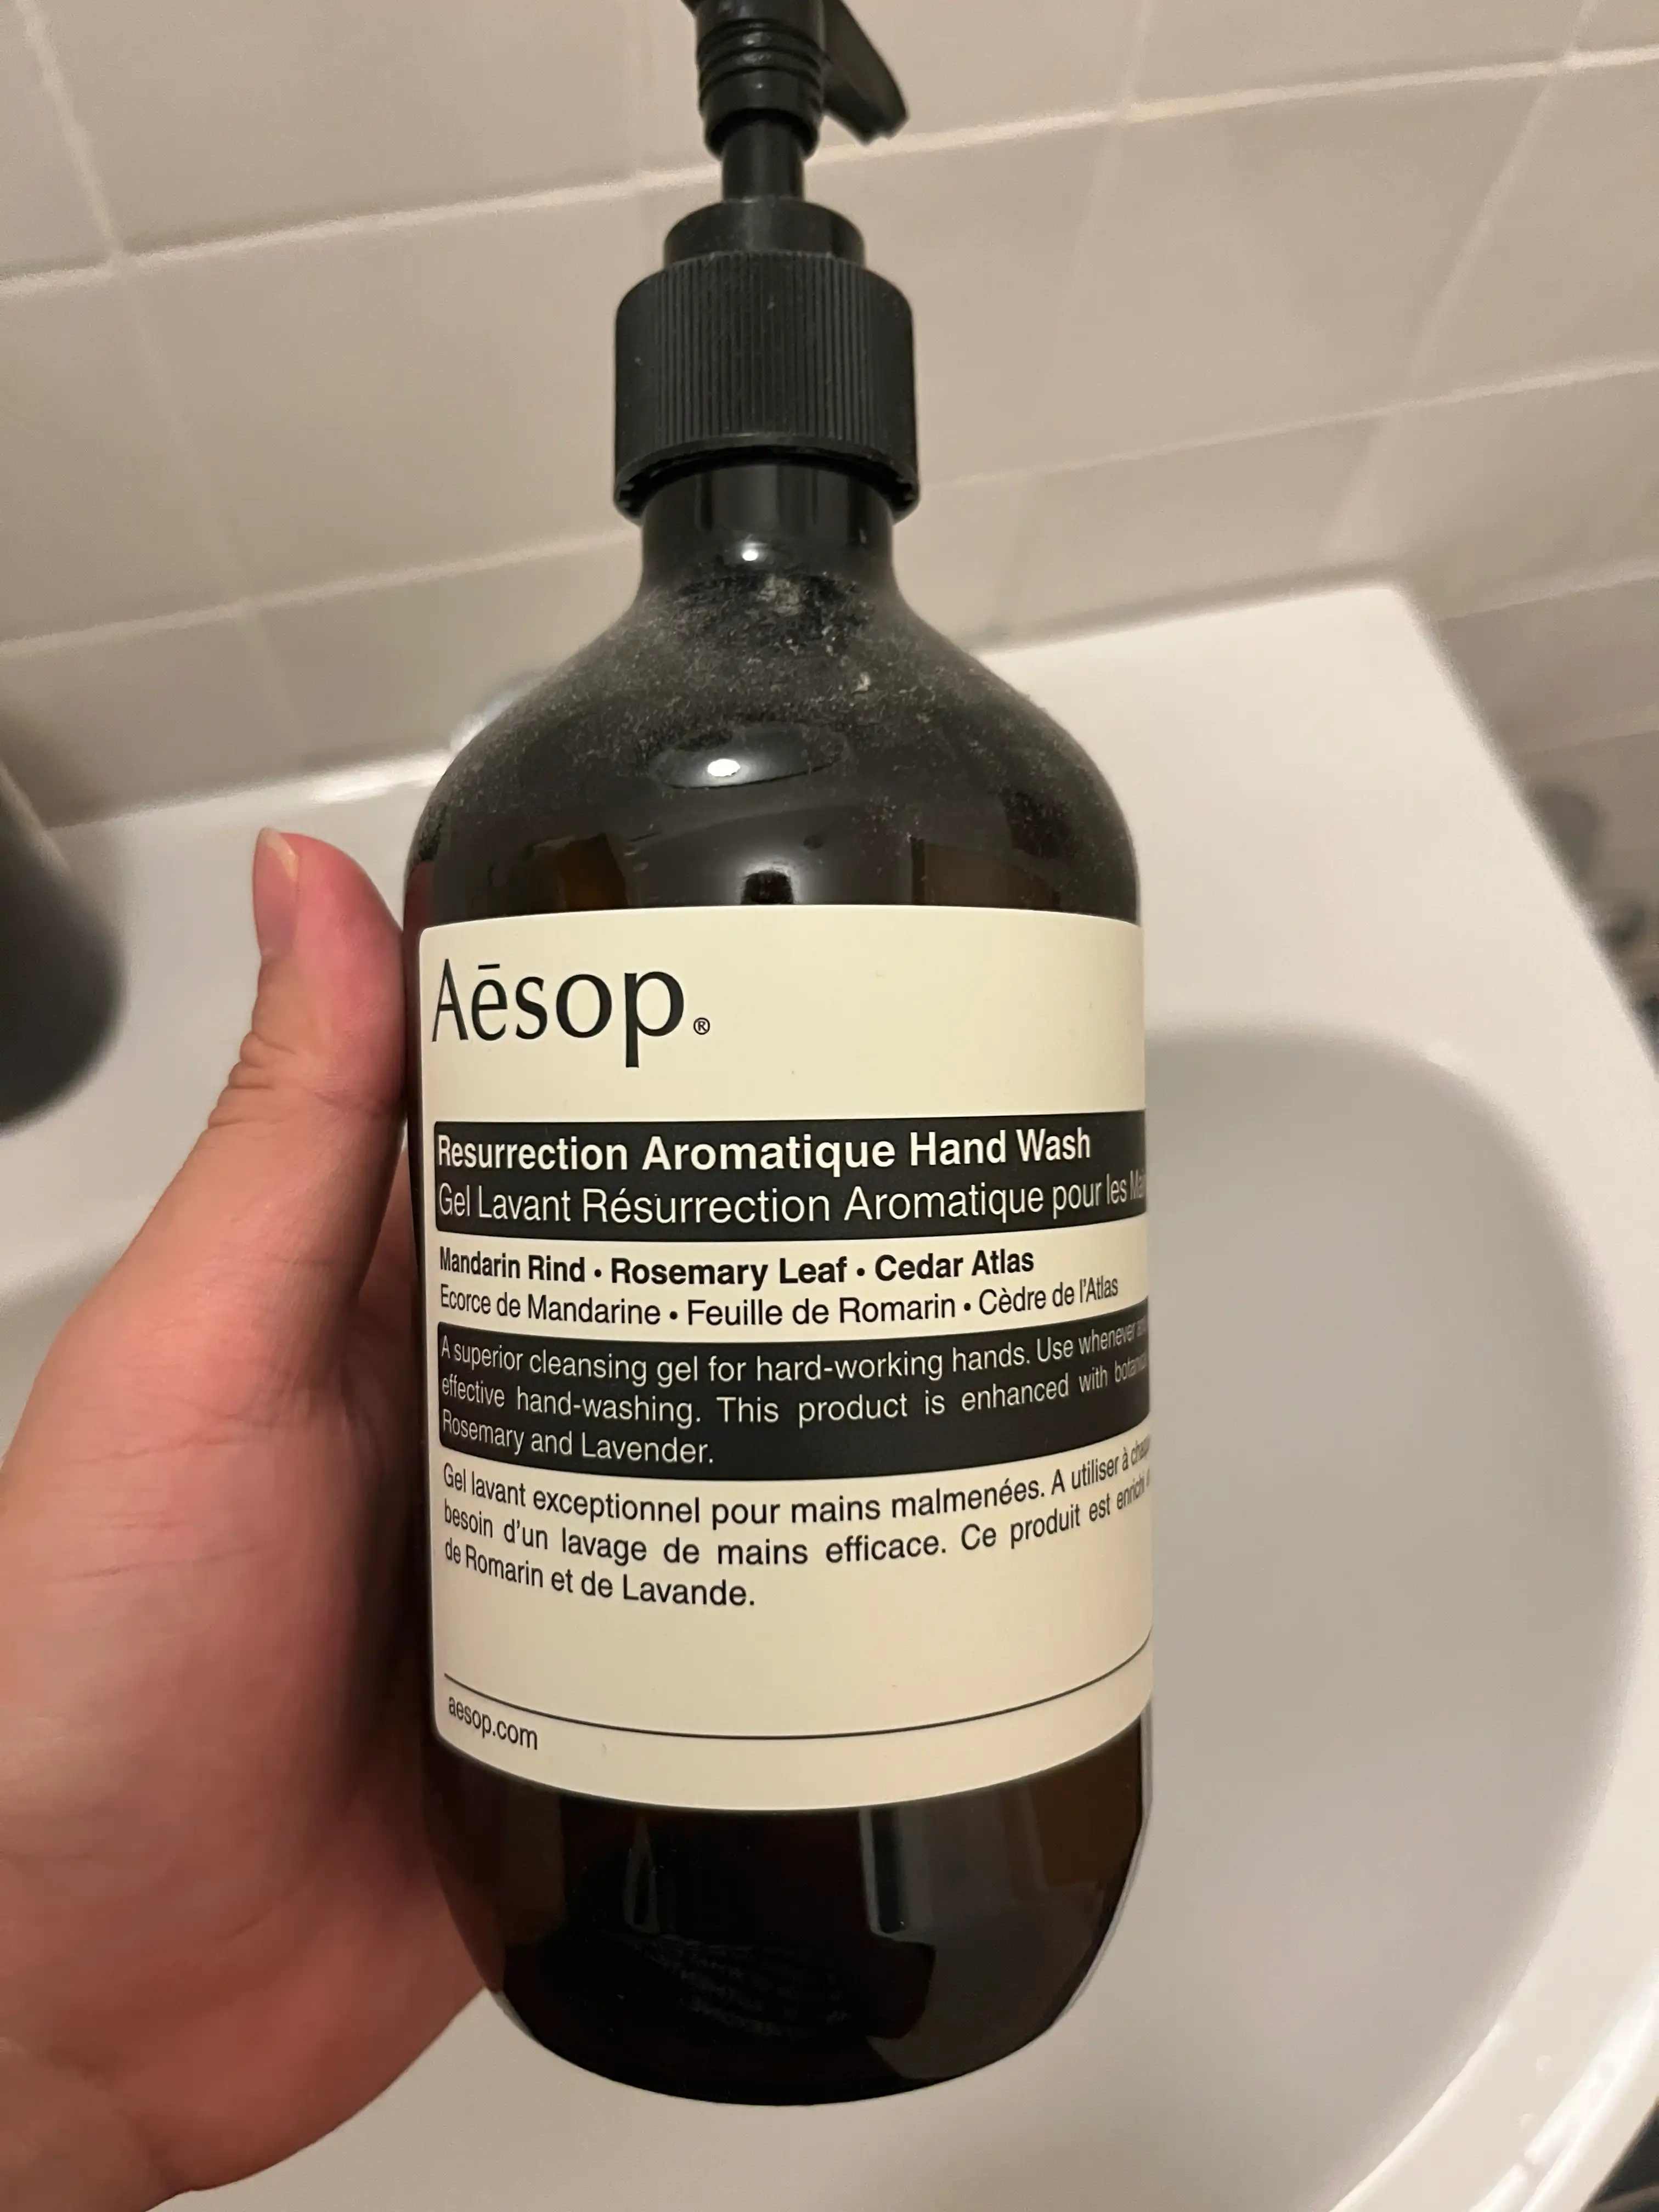 Aēsop®
Resurrection Aromatique Hand Wash
Gel Lavant Résurrection Aromatique pour les
Mandarin Rind • Rosemary Leaf • Cedar Atlas
Ecorce de Mandarine • Feuille de Romarin • Cèdre de l'Atlas
A superior cleansing gel for hard-working hands. Use whenever
effective hand-washing. This product is enhanced with
Rosemary and Lavender.
Gel lavant exceptionnel pour mains malmenées. A utiliser à
besoin d'un lavage de mains efficace. Ce produit est enrichi
de Romarin et de Lavande.
aesop.com